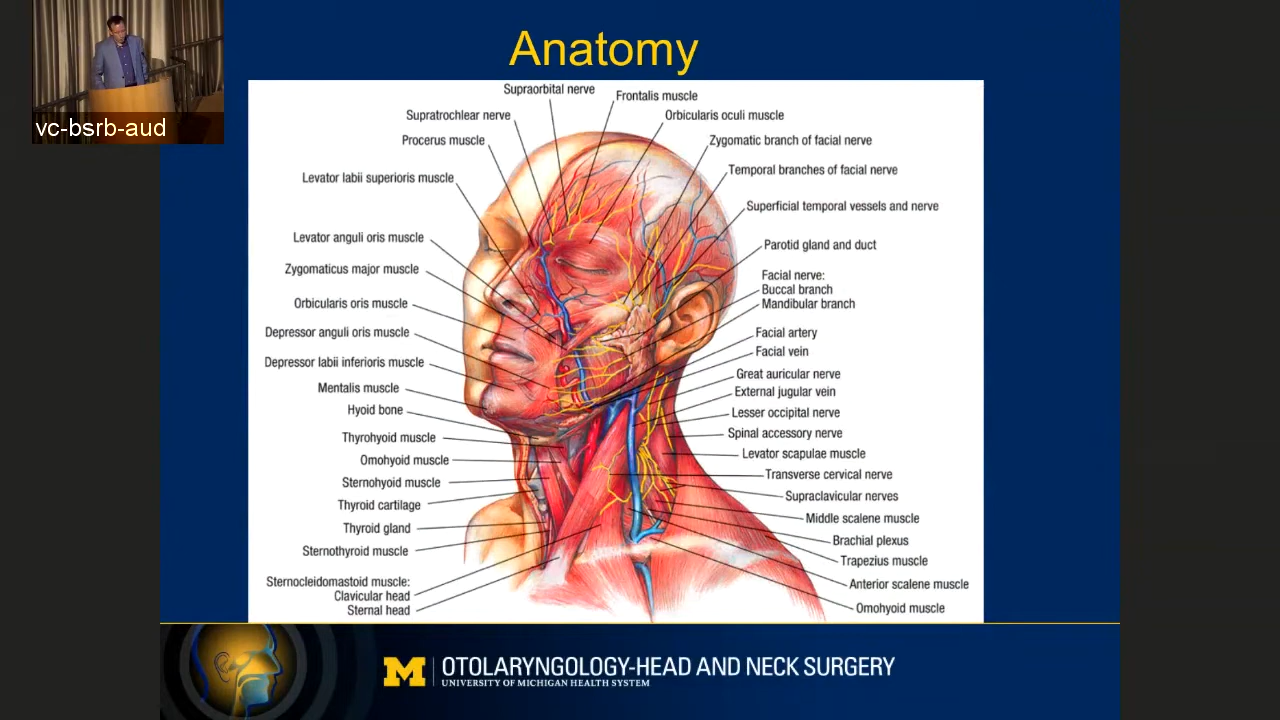 vc-bsrb-aud
Anatomy
Supraorbital nerve
Supratrochlear nerve
Procerus muscle
Levator labii superioris muscle
Levator anguli oris muscle
Zygomaticus major muscle
Orbicularis oris muscle
Depressor anguli oris muscle
Depressor labii inferioris muscle
Mentalis muscle
Hyoid bone
Thyrohyoid muscle
Omohyoid muscle
Sternohyoid muscle
Thyroid cartilage
Thyroid gland
Sternothyroid muscle
Sternocleidomastoid muscle:
Clavicular head
Sternal head
Frontalis muscle
Orbicularis oculi muscle
Zygomatic branch of facial nerve
Temporal branches of facial nerve
Superficial temporal vessels and nerve
Parotid gland and duct
Facial nerve:
Buccal branch
Mandibular branch
Facial artery
Facial vein
Great auricular nerve
External jugular vein
Lesser occipital nerve
Spinal accessory nerve
Levator scapulae muscle
Transverse cervical nerve
Supraclavicular nerves
Middle scalene muscle
Brachial plexus
Trapezius muscle
Anterior scalene muscle
Omohyoid muscle
M
OTOLARYNGOLOGY-HEAD AND NECK SURGERY
UNIVERSITY OF MICHIGAN HEALTH SYSTEM